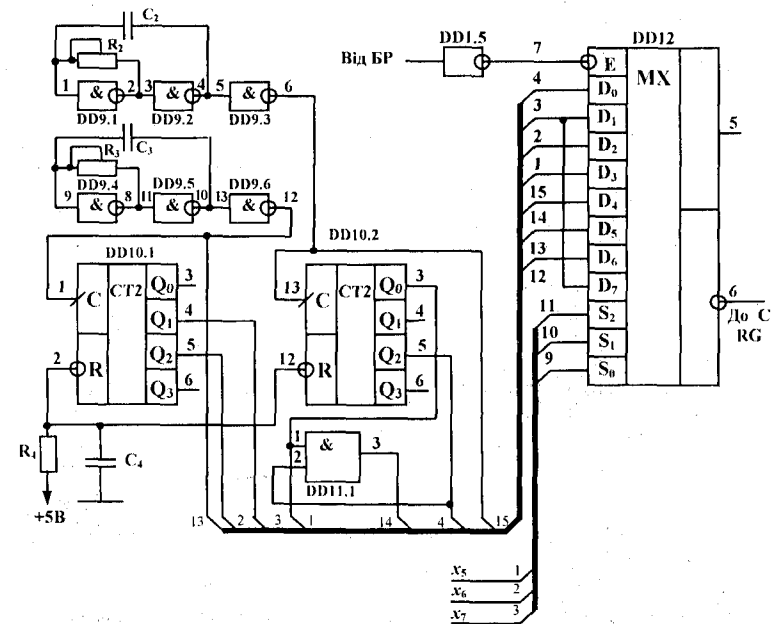 C2
R2
1 & 2 3 & 4 5 & 6
DD9.1 DD9.2 DD9.3
C3
R3
DD9.4 DD9.5 DD9.6
9 & 8 11 & 10 13 & 12
Від БР DD1.5 7 DD12
E MX
4 D0
3 D1
2 D2
1 D3
15 D4
14 D5
13 D6
12 D7
11 S2
10 S1
9 S0
5
6
До C
RG
DD10.1
1 C CT2 Q0 3
Q1 4
2 R Q2 5
Q3 6
DD10.2
13 C CT2 Q0 3
Q1 4
12 R Q2 5
Q3 6
R4
C4
+5В
1 & 3
2
DD11.1
13 2 3 1 14 4 15
x5 1
x6 2
x7 3